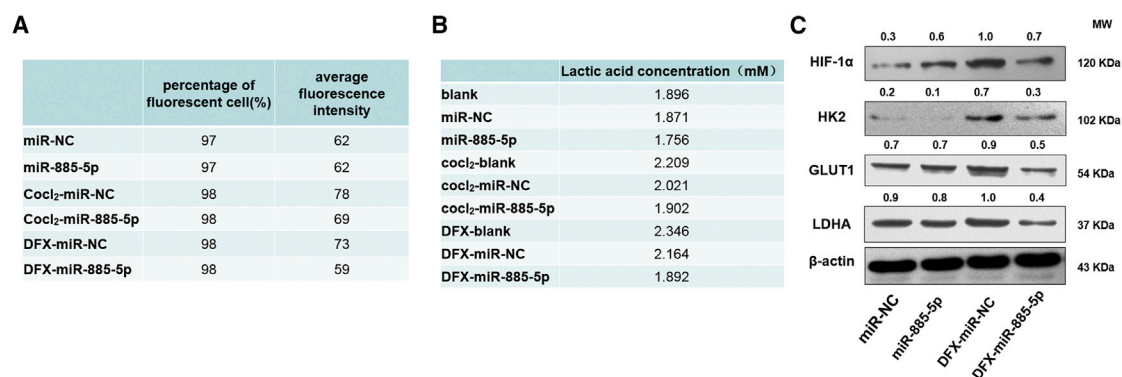 A
percentage of fluorescent cell(%) average fluorescence intensity
miR-NC 97 62
miR-885-5p 97 62
Cocl₂-miR-NC 98 78
Cocl₂-miR-885-5p 98 69
DFX-miR-NC 98 73
DFX-miR-885-5p 98 59
B
Lactic acid concentration（mM)
blank 1.896
miR-NC 1.871
miR-885-5p 1.756
cocl₂-blank 2.209
cocl₂-miR-NC 2.021
cocl₂-miR-885-5p 1.902
DFX-blank 2.346
DFX-miR-NC 2.164
DFX-miR-885-5p 1.892
C
MW
0.3 0.6 1.0 0.7
HIF-1α 120 KDa
0.2 0.1 0.7 0.3
HK2 102 KDa
0.7 0.7 0.9 0.5
GLUT1 54 KDa
0.9 0.8 1.0 0.4
LDHA 37 KDa
β-actin 43 KDa
miR-NC miR-885-5p DFX-miR-NC DFX-miR-885-5p